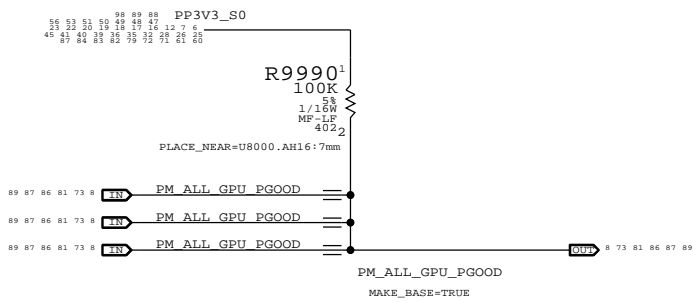 98 89 88
PP3V3_S0
56 53 51 50 49 48 47
23 22 20 19 18 17 16 12 7 6
45 41 40 39 36 35 32 28 26 25
87 84 83 82 79 72 71 61 60
R9990
1
100K
5%
1/16W
MF-LF
402
2
PLACE_NEAR=U8000.AH16:7mm
89 87 86 81 73 8 IN PM_ALL_GPU_PGOOD
89 87 86 81 73 8 IN PM_ALL_GPU_PGOOD
89 87 86 81 73 8 IN PM_ALL_GPU_PGOOD
OUT 8 73 81 86 87 89
PM_ALL_GPU_PGOOD
MAKE_BASE=TRUE